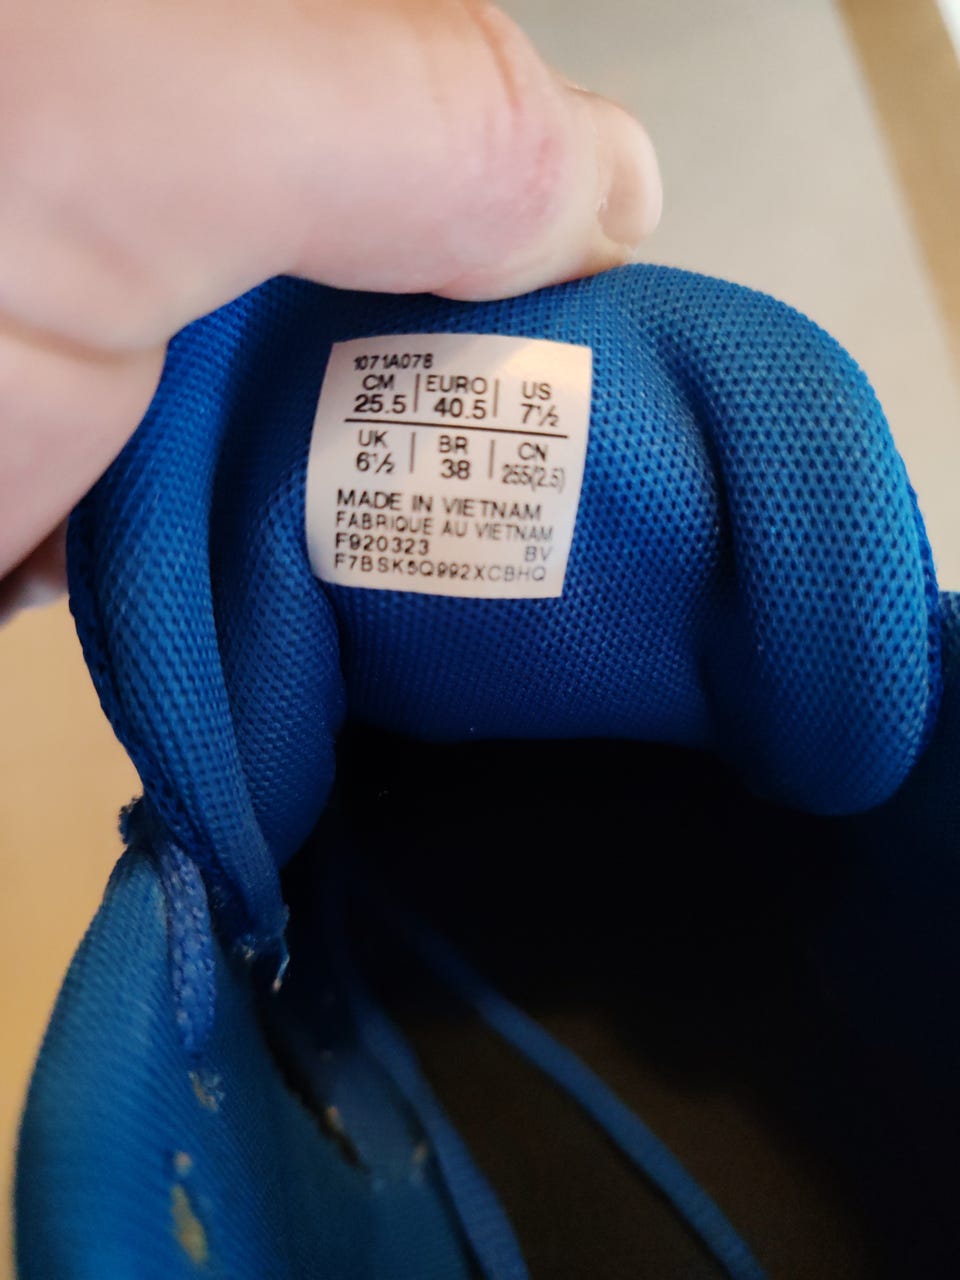 1071A078
CM | EURO | US
25.5 | 40.5 | 7½
UK | BR | CN
6½ | 38 | 255(2.5)
MADE IN VIETNAM
FABRIQUE AU VIETNAM
F920323 BV
F7BSK5Q992XCBHQ